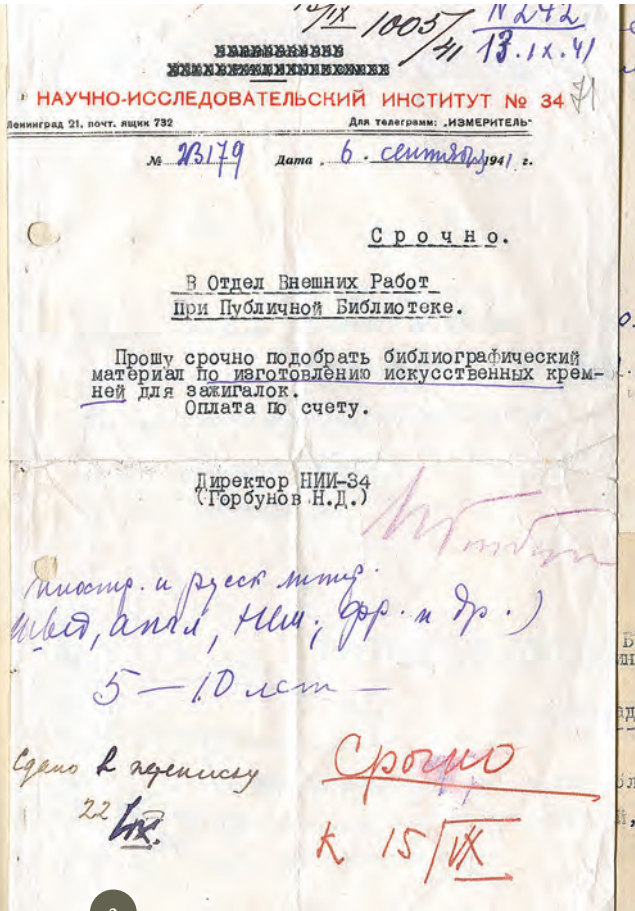 1005/41
N 242
13.IX.41
НАУЧНО-ИССЛЕДОВАТЕЛЬСКИЙ ИНСТИТУТ № 34
71
Ленинград 21, почт. ящик 732 Для телеграмм: „ИЗМЕРИТЕЛЬ"
№ Дата 6. сентября 1941 г.
Срочно.
В Отдел Внешних Работ
при Публичной Библиотеке.
Прошу срочно подобрать библиографический
материал по изготовлению искусственных крем-
ней для зажигалок.
Оплата по счету.
Директор НИИ-34
(Горбунов Н.Д.)
иностр. и русск литер.
швед, англ, нем, фр. и др.)
5 — 10 лет —
Сдано в переписку
22 IX.
Срочно
к 15/IX